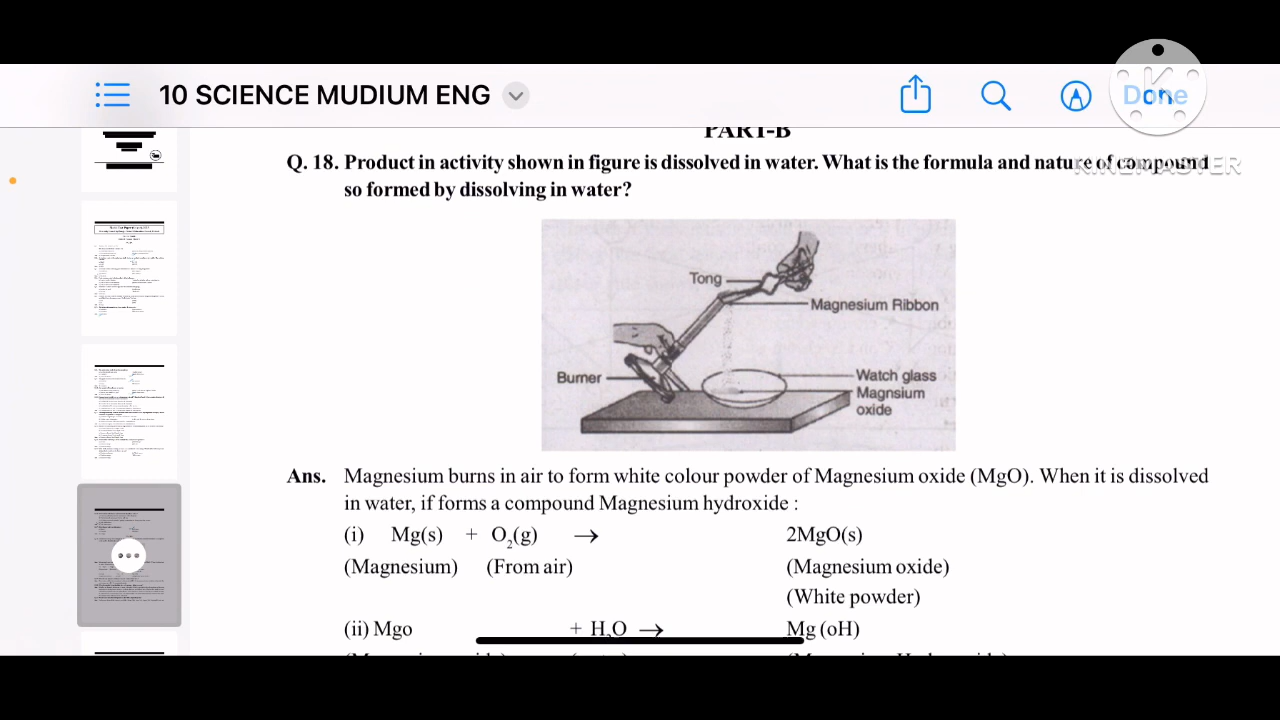 10 SCIENCE MUDIUM ENG
Done
KINEMASTER
PART-B
Q. 18. Product in activity shown in figure is dissolved in water. What is the formula and nature of compound
so formed by dissolving in water?
Tong
Magnesium Ribbon
Burner
Watch glass
Magnsium
oxide
Ans. Magnesium burns in air to form white colour powder of Magnesium oxide (MgO). When it is dissolved
in water, if forms a compound Magnesium hydroxide :
(i) Mg(s) + O₂(g) → 2MgO(s)
(Magnesium) (From air) (Magnesium oxide)
(White powder)
(ii) Mgo + H₂O → Mg (oH)